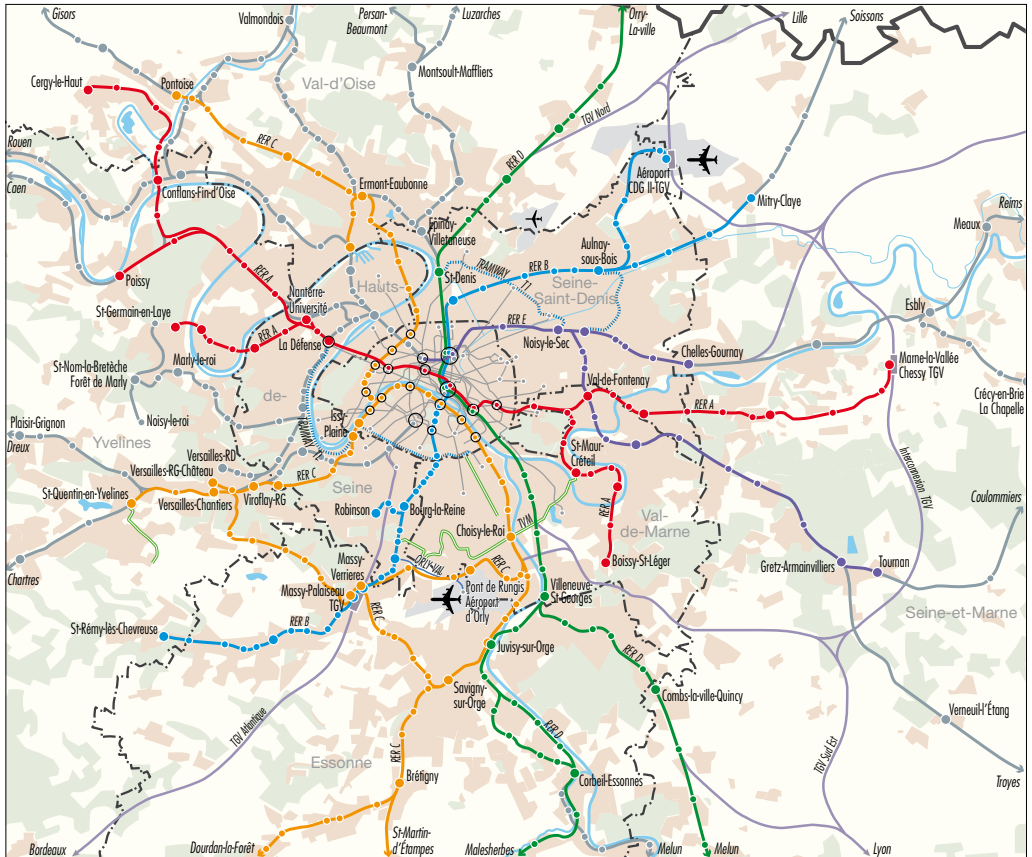 Gisors
Valmondois
Persan-
Beaumont
Luzarches
Orry-
La-ville
Lille
Soissons
Cergy-le-Haut
Pontoise
Val-d'Oise
Montsoult-Maffliers
TGV Nord
RER C
RER D
Aéroport
CDG II-TGV
Rouen
Caen
Conflans-Fin-d'Oise
Ermont-Eaubonne
Mitry-Claye
Reims
Meaux
Épinay-
Villetaneuse
Aulnay-
sous-Bois
RER A
St-Denis
TRAMWAY
T1
RER B
Seine-
Saint-Denis
Poissy
Hauts-
Nanterre-
Université
St-Germain-en-Laye
RER A
La Défense
RER E
Noisy-le-Sec
Esbly
Marly-le-roi
Chelles-Gournay
Marne-la-Vallée
Chessy TGV
St-Nom-la-Bretèche
Forêt de Marly
Val-de-Fontenay
Crécy-en-Brie
La Chapelle
de-
RER A
Noisy-le-roi
Issy-
Plaine
Plaisir-Grignon
Dreux
Yvelines
TRAMWAY T2
St-Maur-
Créteil
Versailles-RD
Versailles-RG-Château
RER C
Interconnexion TGV
St-Quentin-en-Yvelines
Versailles-Chantiers
Viroflay-RG
Seine
Robinson
Bourg-la-Reine
RER A
Coulommiers
Choisy-le-Roi
TVM
Val-
de-Marne
Massy-
Verrieres
ORLYVAL
RER C
Boissy-St-Léger
Gretz-Armainvilliers
Tournan
Chartres
Massy-Palaiseau
TGV
Pont de Rungis
Aéroport
d'Orly
Villeneuve-
St-Georges
Seine-et-Marne
RER C
St-Rémy-lès-Chevreuse
RER B
Juvisy-sur-Orge
RER D
Savigny-
sur-Orge
Combs-la-ville-Quincy
TGV Atlantique
RER D
Verneuil-l'Étang
RER C
TGV Sud Est
Essonne
Brétigny
Corbeil-Essonnes
Troyes
St-Martin-
d'Étampes
Bordeaux
Dourdan-la-Forêt
Malesherbes
Melun
Melun
Lyon